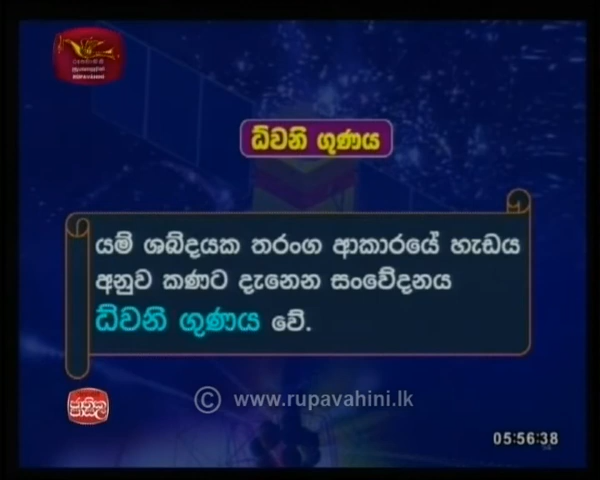 ධ්වනි ගුණය
යම් ශබ්දයක තරංග ආකාරයේ හැඩය
අනුව කණට දැනෙන සංවේදනය
ධ්වනි ගුණය වේ.
ජාතික
පාසල
© www.rupavahini.lk
05:56:38